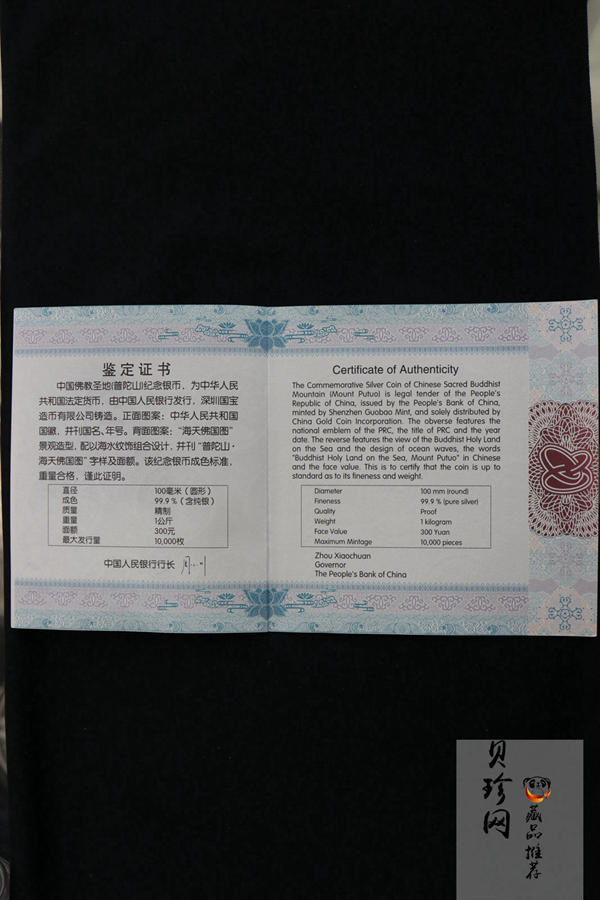 鉴定证书
中国佛教圣地(普陀山)纪念银币，为中华人民
共和国法定货币，由中国人民银行发行，深圳国宝
造币有限公司铸造。正面图案：中华人民共和国
国徽，并刊国名、年号。背面图案：“海天佛国图”
景观造型，配以海水纹饰组合设计，并刊“普陀山·
海天佛国图”字样及面额。该纪念银币成色标准，
重量合格，谨此证明。
直径 100毫米（圆形）
成色 99.9％（含纯银）
质量 精制
重量 1公斤
面额 300元
最大发行量 10,000枚
中国人民银行行长
Certificate of Authenticity
The Commemorative Silver Coin of Chinese Sacred Buddhist
Mountain (Mount Putuo) is legal tender of the People's
Republic of China, issued by the People's Bank of China,
minted by Shenzhen Guobao Mint, and solely distributed by
China Gold Coin Incorporation. The obverse features the
national emblem of the PRC, the title of PRC and the year
date. The reverse features the view of the Buddhist Holy Land
on the Sea and the design of ocean waves, the words
"Buddhist Holy Land on the Sea, Mount Putuo" in Chinese
and the face value. This is to certify that the coin is up to
standard as to its fineness and weight.
Diameter 100 mm (round)
Fineness 99.9 % (pure silver)
Quality Proof
Weight 1 kilogram
Face Value 300 Yuan
Maximum Mintage 10,000 pieces
Zhou Xiaochuan
Governor
The People's Bank of China
贝珍网
藏品推荐